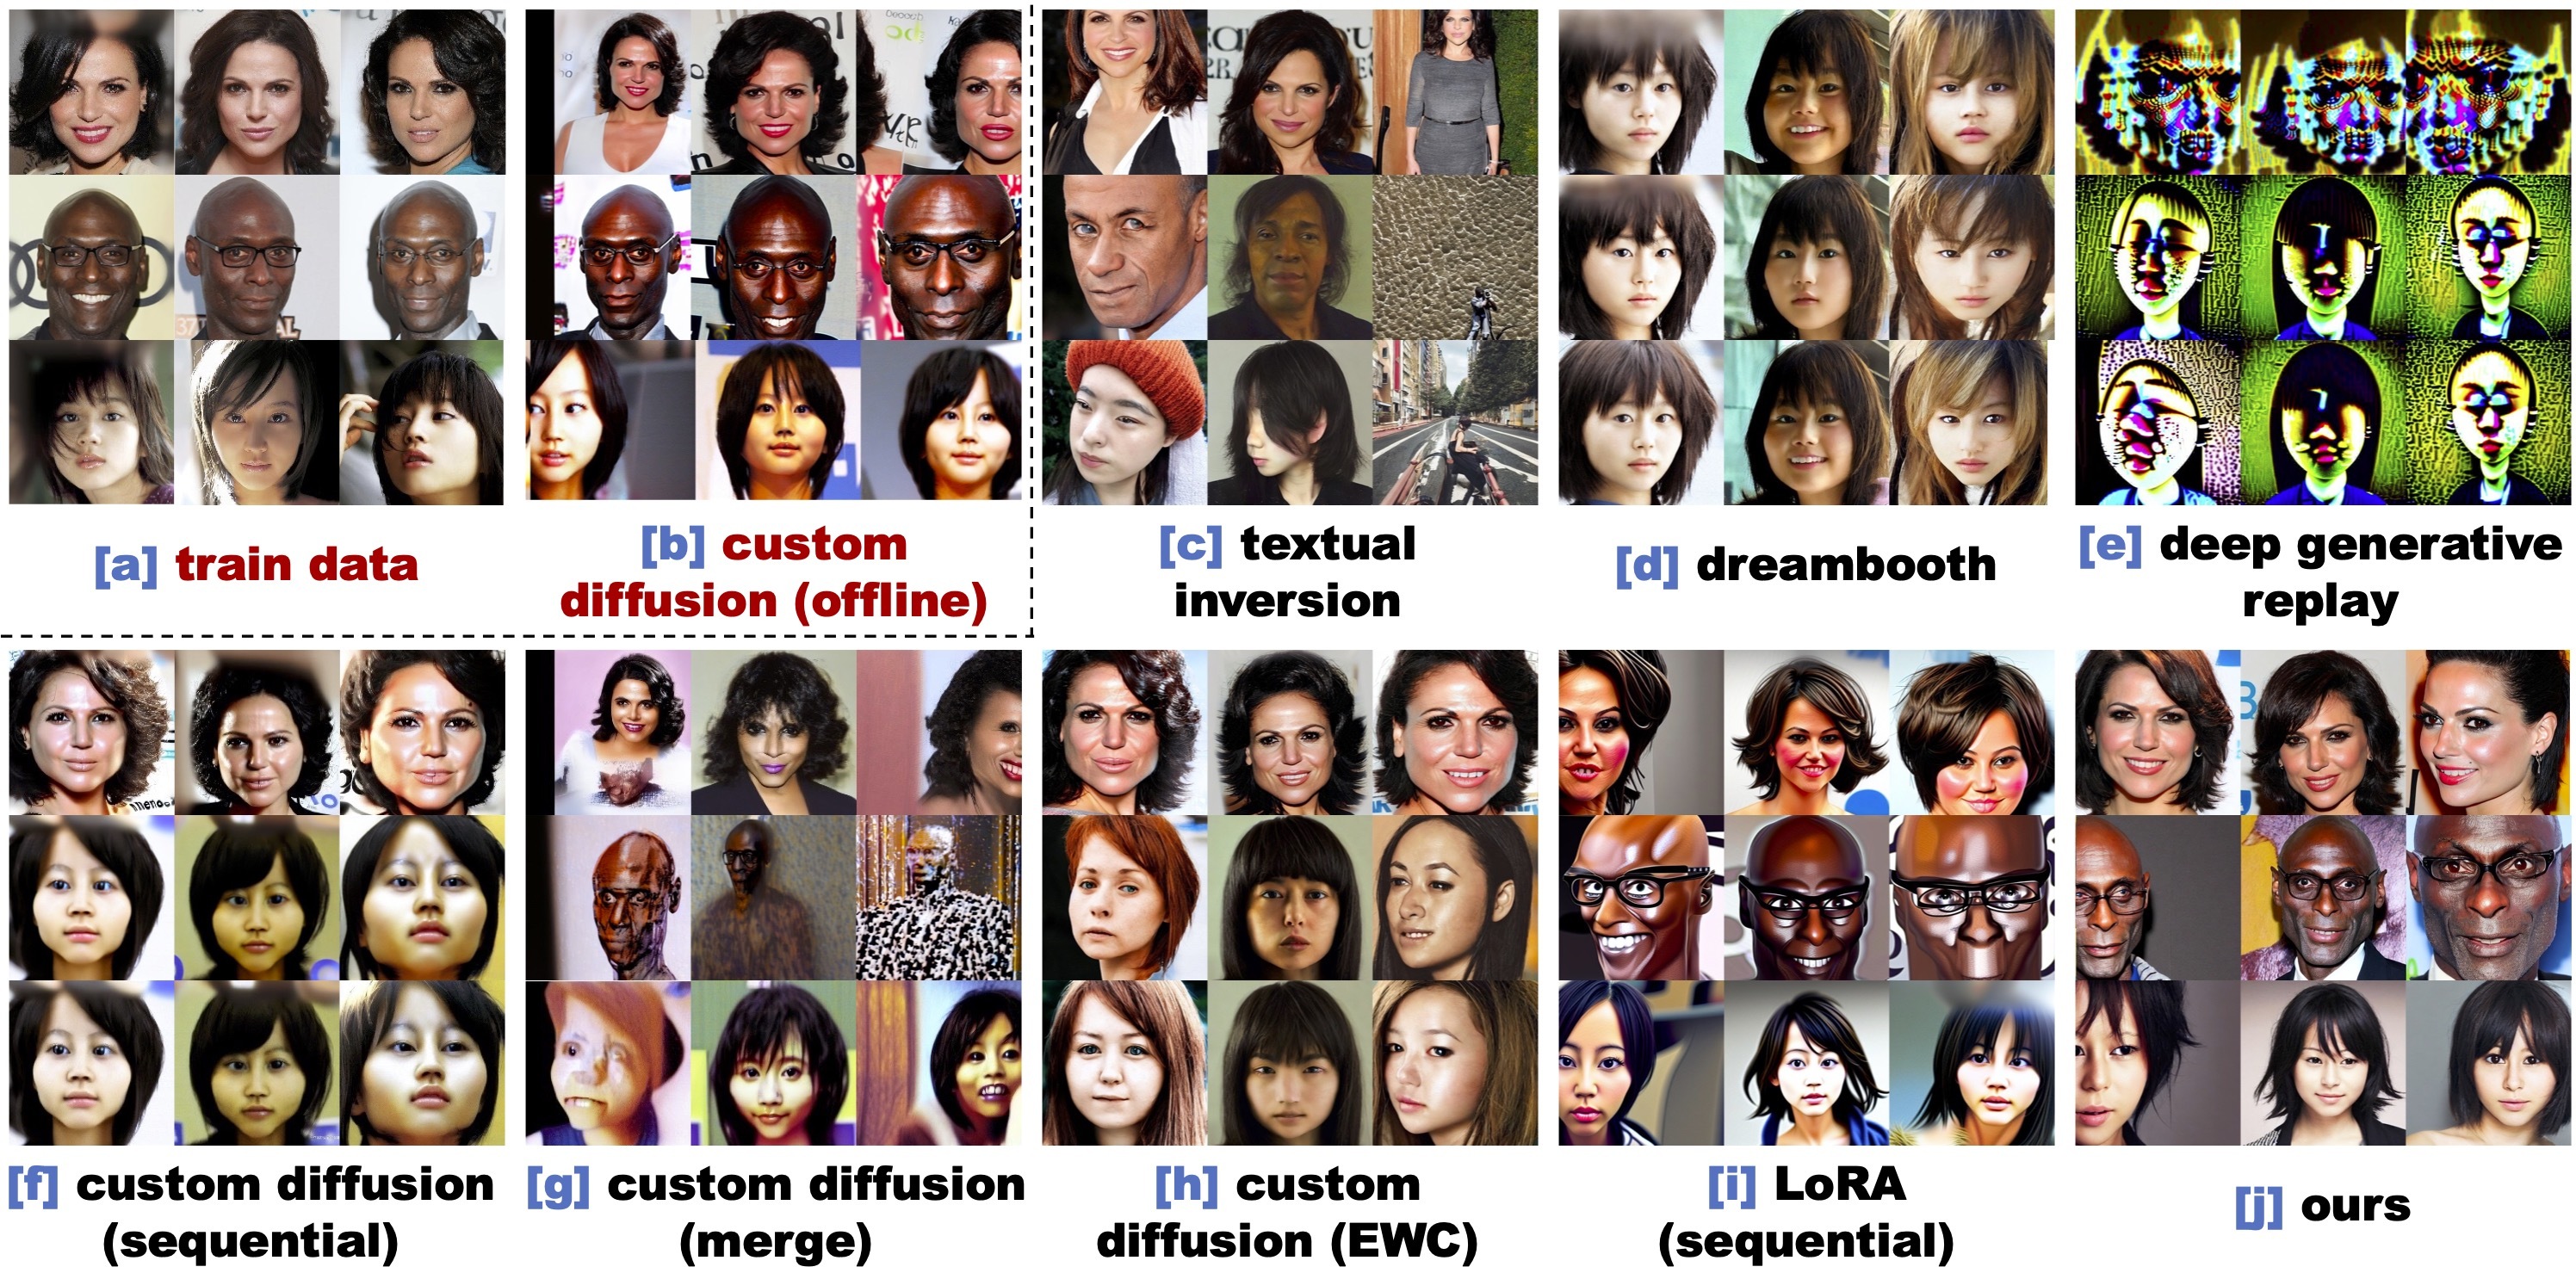 [a] train data
[b] custom
diffusion (offline)
[c] textual
inversion
[d] dreambooth
[e] deep generative
replay
[f] custom diffusion
(sequential)
[g] custom diffusion
(merge)
[h] custom
diffusion (EWC)
[i] LoRA
(sequential)
[j] ours